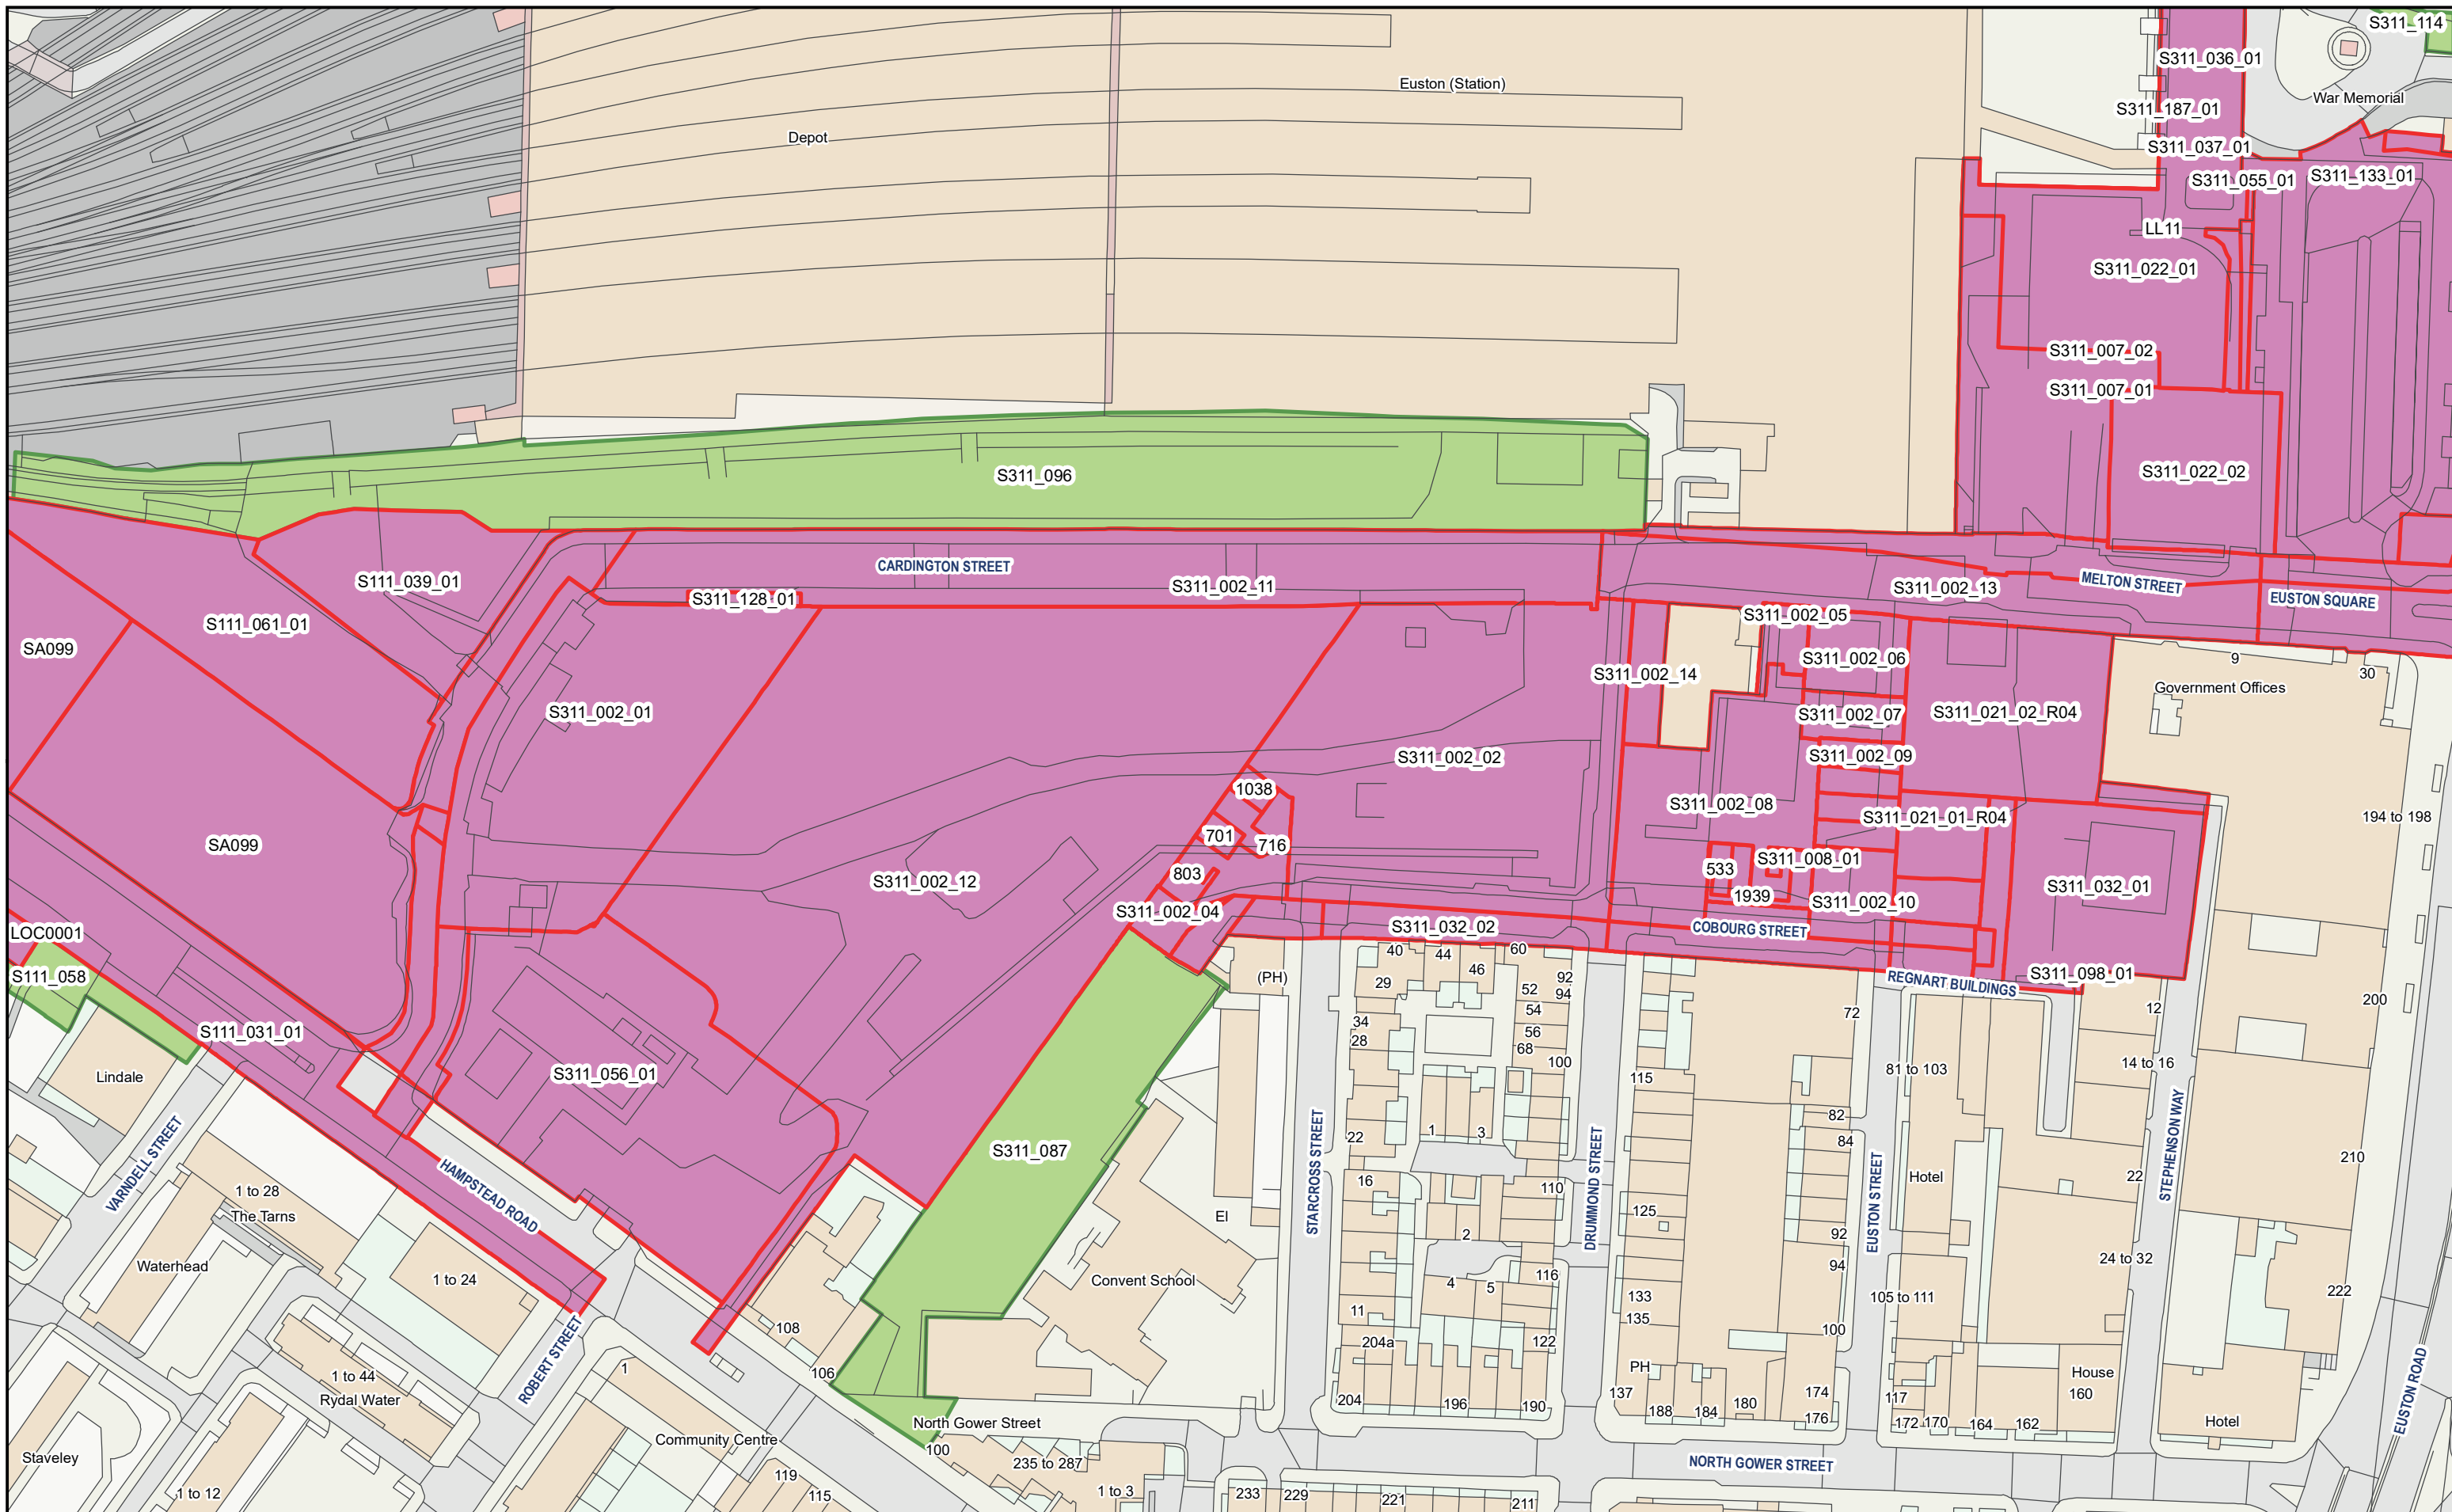 S311_114
Euston (Station)
S311_036_01
War Memorial
S311_187_01
Depot
S311_037_01
S311_055_01
S311_133_01
LL11
S311_022_01
S311_007_02
S311_007_01
S311_022_02
S311_096
CARDINGTON STREET
S111_039_01
S311_128_01
S311_002_11
S311_002_13
MELTON STREET
EUSTON SQUARE
S311_002_05
S111_061_01
SA099
S311_002_06
9
30
S311_002_14
Government Offices
S311_002_01
S311_002_07
S311_021_02_R04
S311_002_02
S311_002_09
1038
S311_002_08
S311_021_01_R04
194 to 198
701
716
SA099
S311_008_01
803
533
S311_002_12
S311_032_01
1939
S311_002_10
S311_002_04
S311_032_02
COBOURG STREET
LOC0001
40
44
60
S111_058
(PH)
46
92
29
52
94
S311_098_01
REGNART BUILDINGS
54
200
12
72
34
28
56
68
S111_031_01
100
14 to 16
81 to 103
Lindale
S311_056_01
115
82
1
3
22
84
S311_087
VARNDELL STREET
STARCROSS STREET
DRUMMOND STREET
EUSTON STREET
STEPHENSON WAY
210
Hotel
22
16
110
HAMPSTEAD ROAD
1 to 28
The Tarns
El
125
2
92
24 to 32
Waterhead
1 to 24
94
Convent School
4
5
116
222
133
105 to 111
11
135
108
100
204a
122
ROBERT STREET
1
106
PH
House
1 to 44
160
Rydal Water
137
174
117
EUSTON ROAD
204
196
190
188
184
180
176
172
170
164
162
Hotel
North Gower Street
Community Centre
100
235 to 287
Staveley
NORTH GOWER STREET
119
1 to 12
115
1 to 3
233
229
221
211